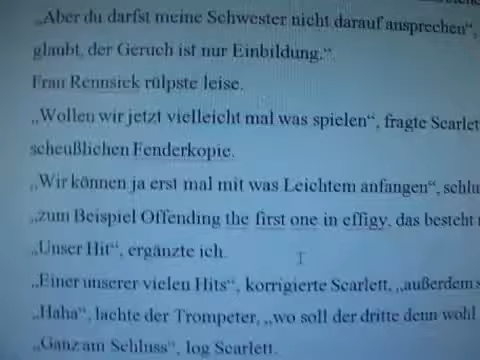 „Aber du darfst meine Schwester nicht darauf ansprechen“,
glaubt, der Geruch ist nur Einbildung.“
Frau Rennsick rülpste leise.
„Wollen wir jetzt vielleicht mal was spielen“, fragte Scarlett
scheußlichen Fenderkopie.
„Wir können ja erst mal mit was Leichtem anfangen“, schlu
„zum Beispiel Offending the first one in effigy, das besteht
„Unser Hit“, ergänzte ich.
„Einer unserer vielen Hits“, korrigierte Scarlett, „außerdem s
„Haha“, lachte der Trompeter, „wo soll der dritte denn wohl
„Ganz am Schluss“, log Scarlett.